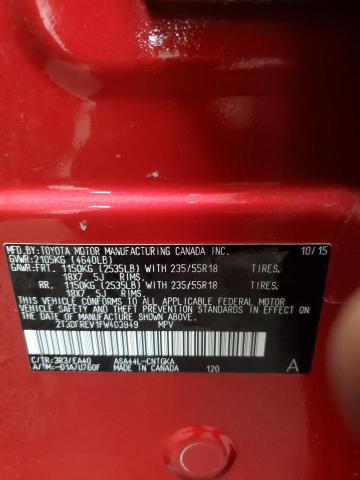 MFD.BY:TOYOTA MOTOR MANUFACTURING CANADA INC. 10/15
GVWR:2105KG (4640LB)
GAWR:FRT. 1150KG (2535LB) WITH 235/55R18 TIRES.
18X7.5J RIMS.
RR. 1150KG (2535LB) WITH 235/55R18 TIRES.
18X7.5J RIMS.
THIS VEHICLE CONFORMS TO ALL APPLICABLE FEDERAL
MOTOR VEHICLE SAFETY STANDARDS IN EFFECT ON THE DATE OF
MANUFACTURE SHOWN ABOVE.
2T3DFREV1FW403949 MPV
C/TR:3R3/EA40 ASA44L-CNTGKA
A/TM:-01A/U760F MADE IN CANADA 120 A